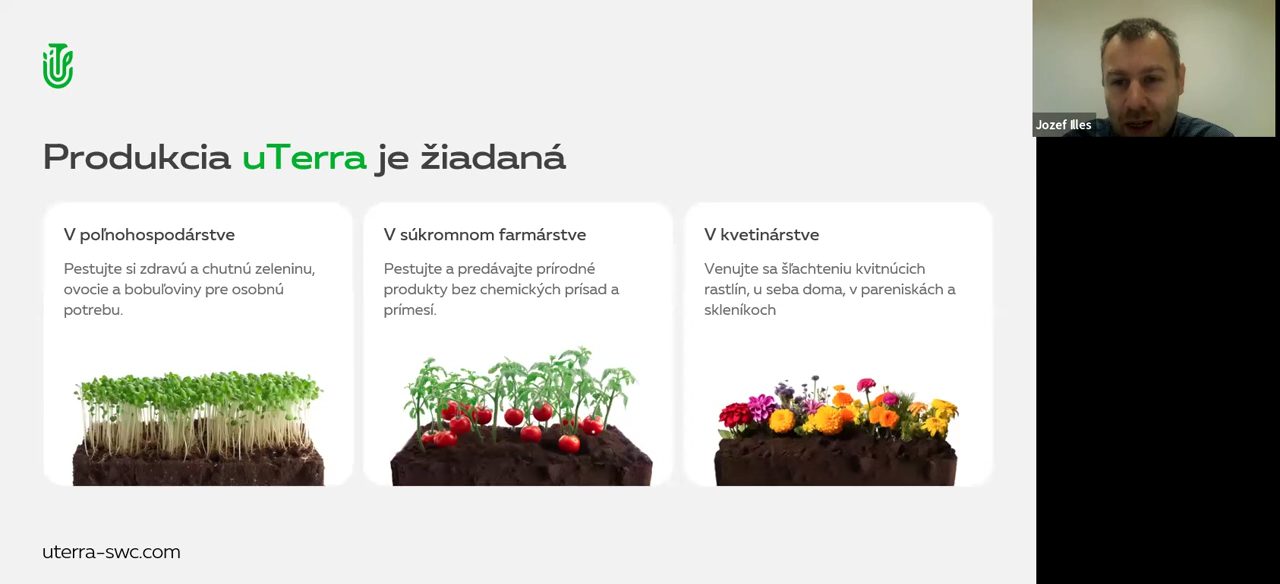 Produkcia uTerra je žiadaná
V poľnohospodárstve
Pestujte si zdravú a chutnú zeleninu,
ovocie a bobuľoviny pre osobnú
potrebu.
V súkromnom farmárstve
Pestujte a predávajte prírodné
produkty bez chemických prísad a
prímesí.
V kvetinárstve
Venujte sa šľachteniu kvitnúcich
rastlín, u seba doma, v pareniskách a
skleníkoch
uterra-swc.com
Jozef Illes